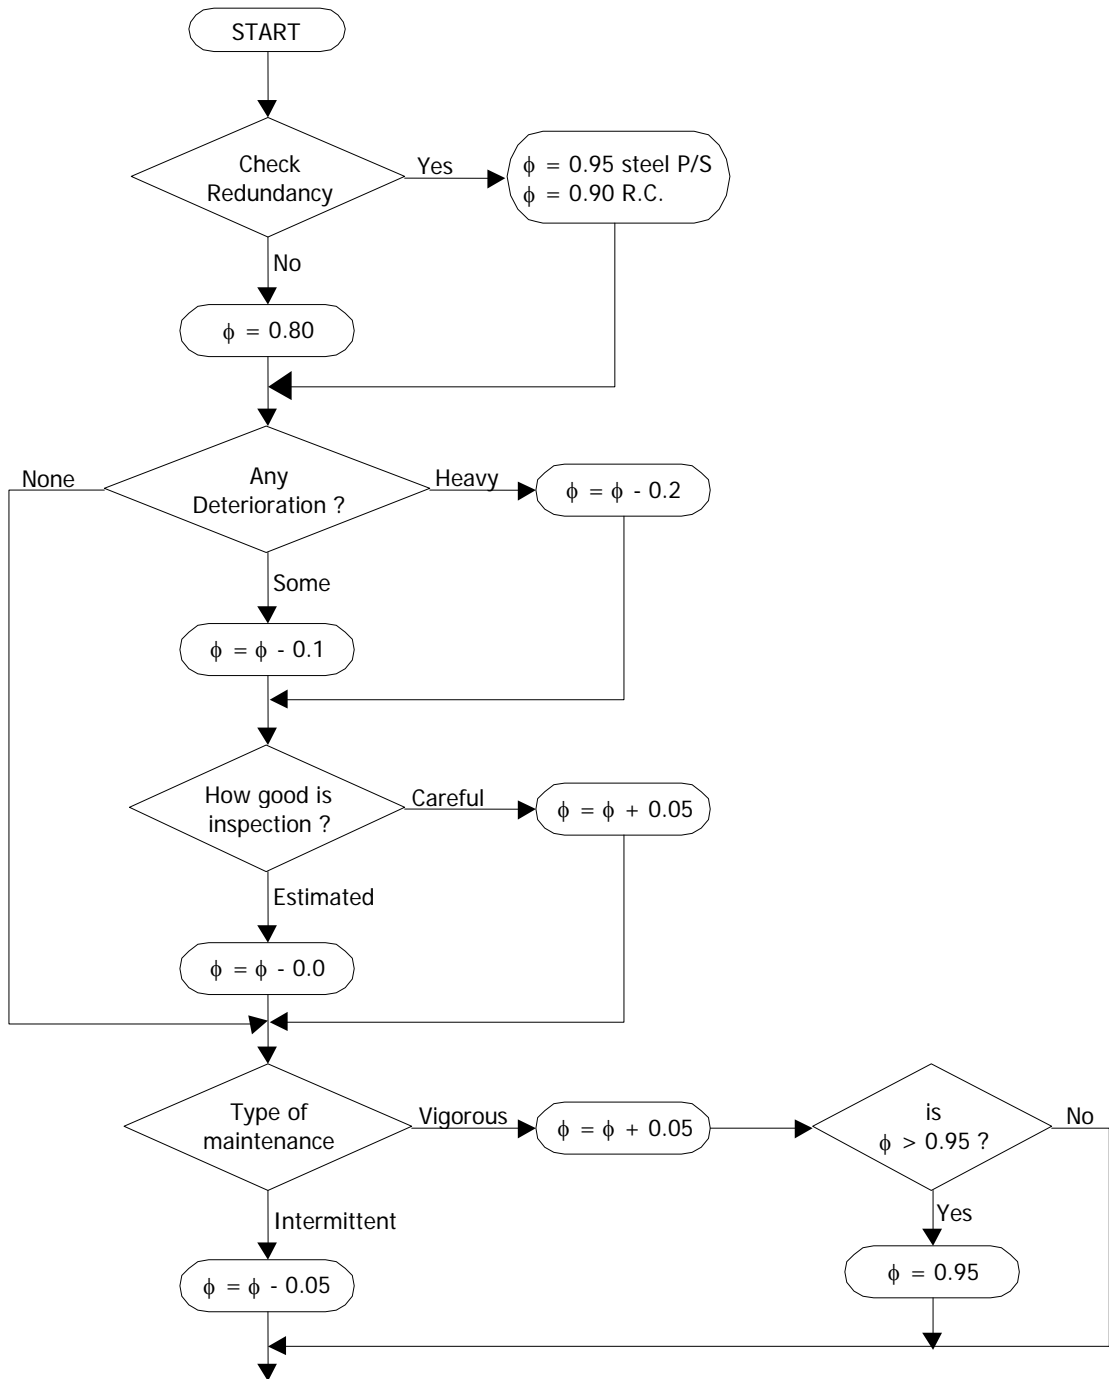 START
Check
Redundancy
Yes
ϕ = 0.95 steel P/S
ϕ = 0.90 R.C.
No
ϕ = 0.80
None
Any
Deterioration ?
Heavy
ϕ = ϕ - 0.2
Some
ϕ = ϕ - 0.1
How good is
inspection ?
Careful
ϕ = ϕ + 0.05
Estimated
ϕ = ϕ - 0.0
Type of
maintenance
Vigorous
ϕ = ϕ + 0.05
is
ϕ > 0.95 ?
No
Yes
Intermittent
ϕ = ϕ - 0.05
ϕ = 0.95